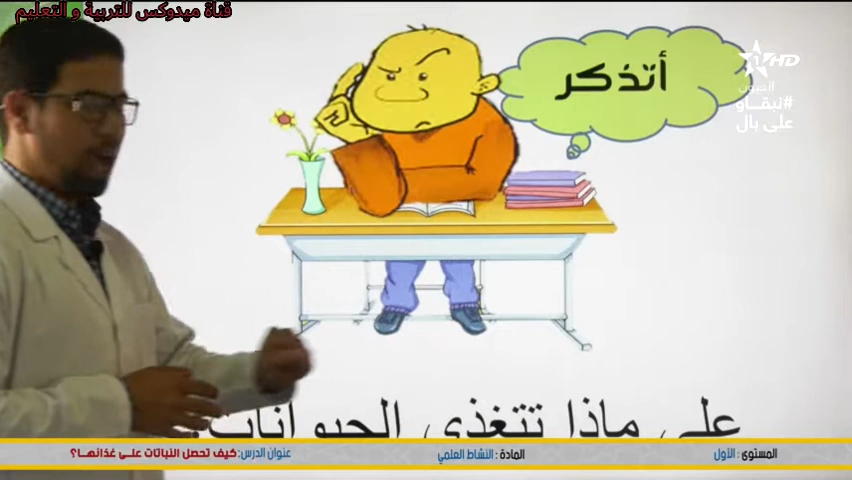 قناة ميدوكس للتربية و التعليم
HD
العيون
#نبقاو
على بال
أتذكر
على ماذا تتغذى الحيوانات
المستوى : الأول
المادة : النشاط العلمي
عنوان الدرس: كيف تحصل النباتات على غذائها؟